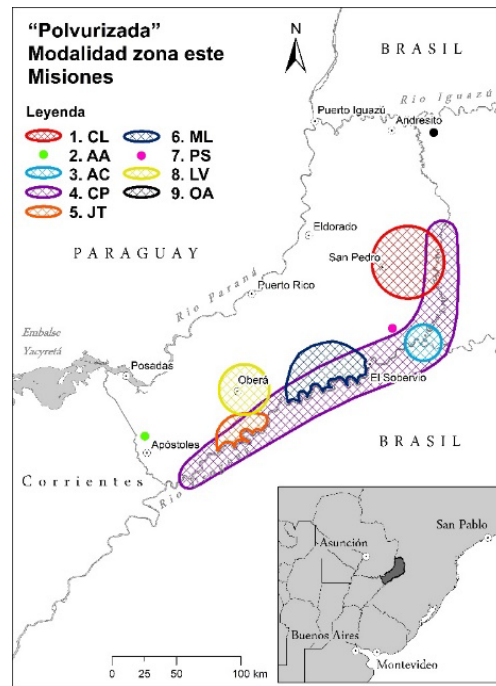 “Polvurizada”
Modalidad zona este
Misiones
Leyenda
1. CL
2. AA
3. AC
4. CP
5. JT
6. ML
7. PS
8. LV
9. OA
N
BRASIL
Río Iguazú
Puerto Iguazú
Andresito
PARAGUAY
Eldorado
San Pedro
Río Paraná
Puerto Rico
Embalse
Yacyretá
Posadas
Oberá
El Sobervio
Apóstoles
BRASIL
Corrientes
Río
San Pablo
Asunción
Buenos Aires
Montevideo
0 25 50 100 km